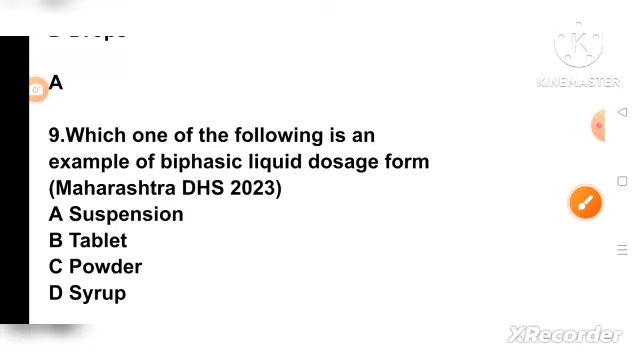 A
9.Which one of the following is an
example of biphasic liquid dosage form
(Maharashtra DHS 2023)
A Suspension
B Tablet
C Powder
D Syrup
K
KINEMASTER
XRecorder